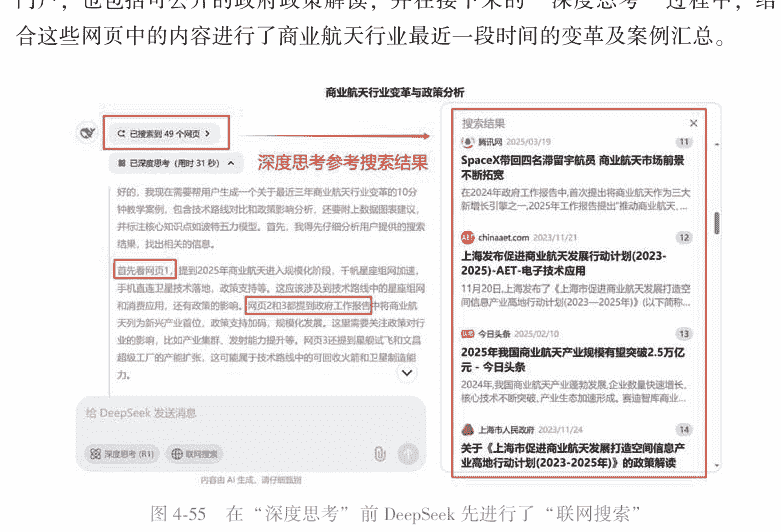 门户，也包括可公开的政府政策解读，并在接下来的“深度思考”过程中，结
合这些网页中的内容进行了商业航天行业最近一段时间的变革及案例汇总。
商业航天行业变革与政策分析
已搜索到 49 个网页
已深度思考（用时 31 秒）
深度思考参考搜索结果
好的，我现在需要帮用户生成一个关于最近三年商业航天行业变革的10分
钟教学案例，包含技术路线对比和政策影响分析，还要附上数据图表建议，
并标注核心知识点如波特五力模型。首先，我得先仔细分析用户提供的搜索
结果，找出相关的信息。
首先看网页1，提到2025年商业航天进入规模化阶段，千帆星座组网加速，
手机直连卫星技术落地，政策支持等。这应该涉及到技术路线中的卫星组网
和消费应用，还有政策的影响。网页2和3都提到政府工作报告中将商业航
天列为新兴产业首位，政策支持加码，规模化发展。这里需要关注政策对行
业的影响，比如产业集群、发射能力提升等。网页3还提到星舰试飞和文昌
超级工厂的产能扩张，这可能属于技术路线中的可回收火箭和卫星制造能
力。
给 DeepSeek 发送消息
深度思考 (R1)
联网搜索
内容由 AI 生成，请仔细甄别
搜索结果
腾讯网 2025/03/19 11
SpaceX带回四名滞留宇航员 商业航天市场前景
不断拓宽
在2024年政府工作报告中,首次提出将商业航天作为三大
新增长引擎之一,2025年工作报告提出“推动商业航天、...
AET chinaaet.com 2023/11/21 12
上海发布促进商业航天发展行动计划(2023-
2025)-AET-电子技术应用
11月20日,上海发布了《上海市促进商业航天发展打造空
间信息产业高地行动计划(2023—2025年)》(以下简称...
今日头条 2025/02/10 13
2025年我国商业航天产业规模有望突破2.5万亿
元 - 今日头条
2024年,我国商业航天产业蓬勃发展,企业数量快速增长,
核心技术不断突破,产业生态加速形成。赛迪智库商业...
上海市人民政府 2023/11/24 14
关于《上海市促进商业航天发展打造空间信息产
业高地行动计划(2023-2025年)》的政策解读
图 4-55 在“深度思考”前 DeepSeek 先进行了“联网搜索”